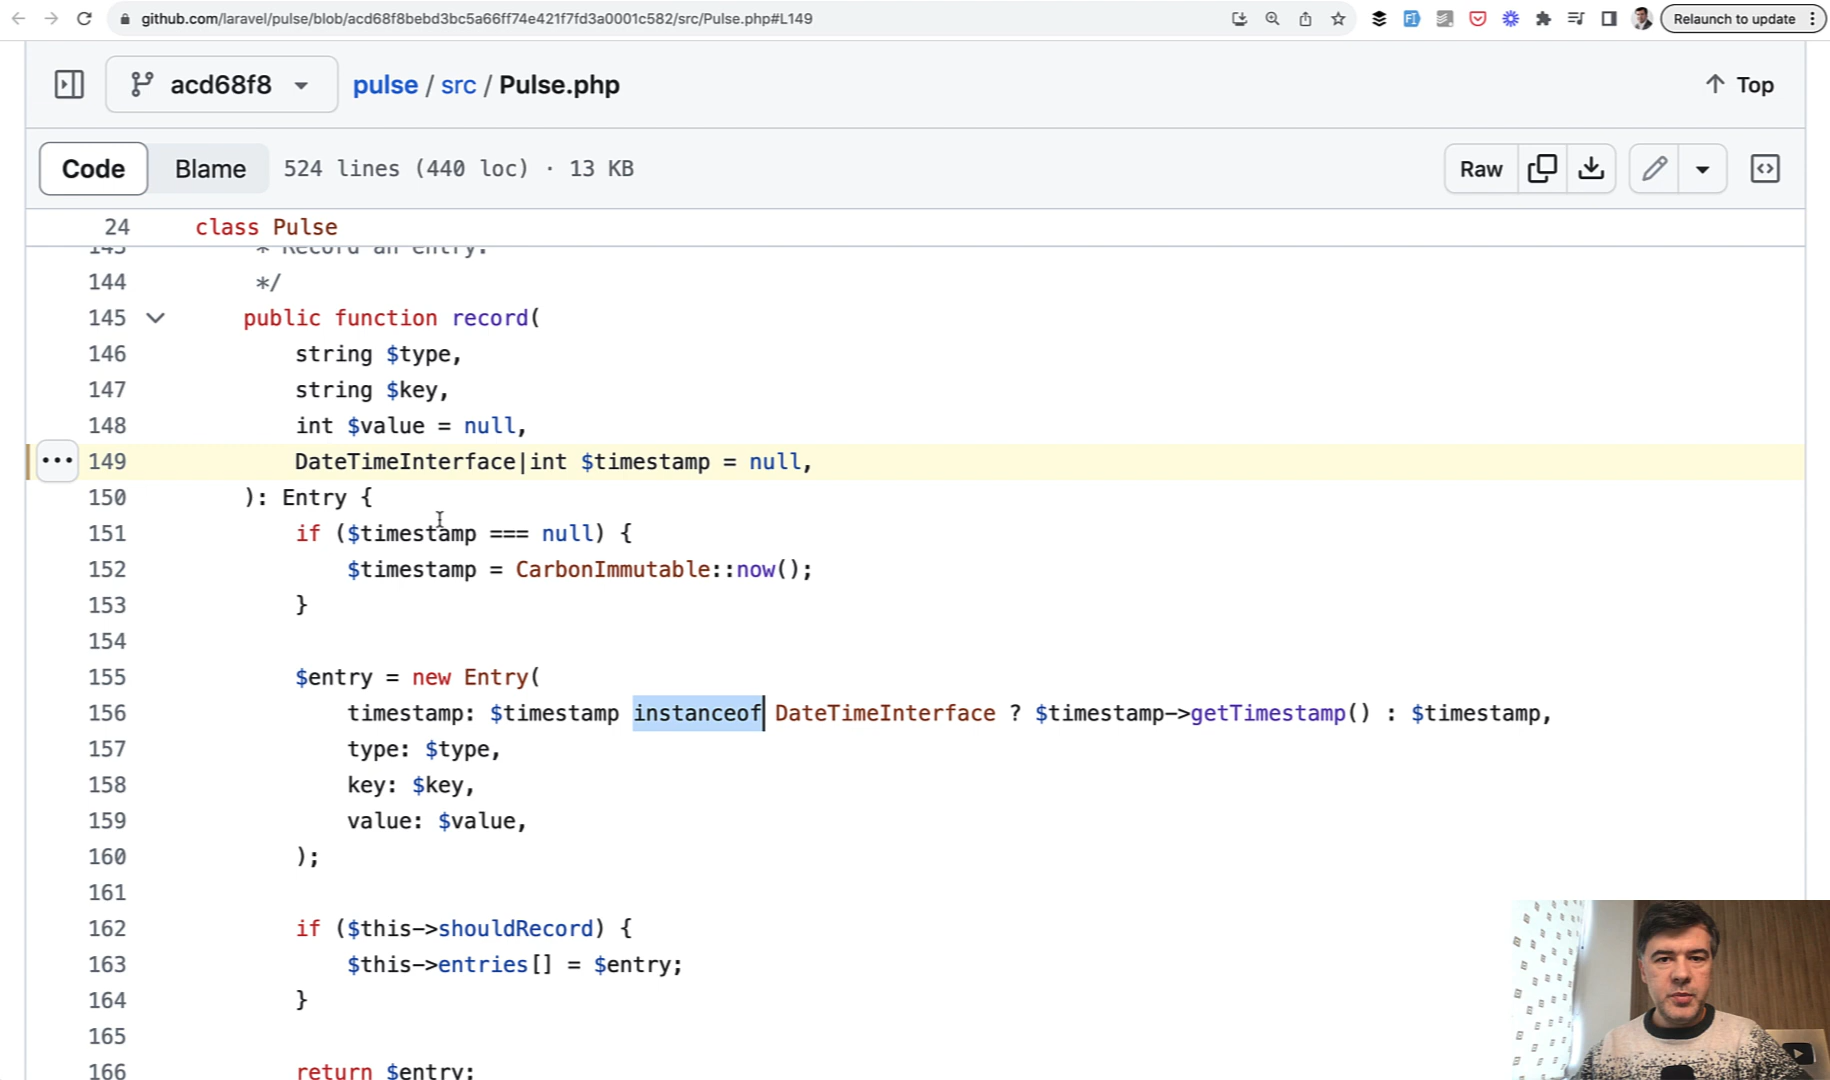 github.com/laravel/pulse/blob/acd68f8bebd3bc5a66ff74e421f7fd3a0001c582/src/Pulse.php#L149
Relaunch to update
acd68f8
pulse / src / Pulse.php
Top
Code
Blame
524 lines (440 loc) · 13 KB
Raw
24 class Pulse
143 * Record an entry.
144 */
145 public function record(
146 string $type,
147 string $key,
148 int $value = null,
149 DateTimeInterface|int $timestamp = null,
150 ): Entry {
151 if ($timestamp === null) {
152 $timestamp = CarbonImmutable::now();
153 }
154
155 $entry = new Entry(
156 timestamp: $timestamp instanceof DateTimeInterface ? $timestamp->getTimestamp() : $timestamp,
157 type: $type,
158 key: $key,
159 value: $value,
160 );
161
162 if ($this->shouldRecord) {
163 $this->entries[] = $entry;
164 }
165
166 return $entry;